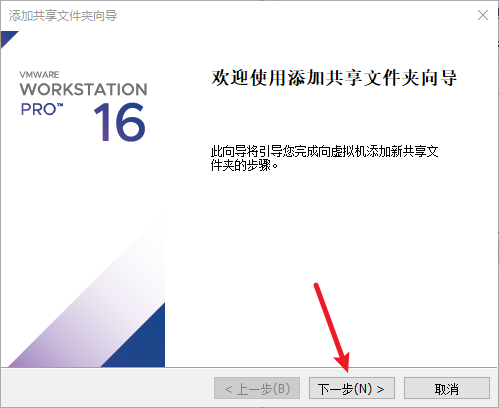 添加共享文件夹向导
VMWARE
WORKSTATION
PRO™ 16
欢迎使用添加共享文件夹向导
此向导将引导您完成向虚拟机添加新共享文
件夹的步骤。
< 上一步(B)
下一步(N) >
取消